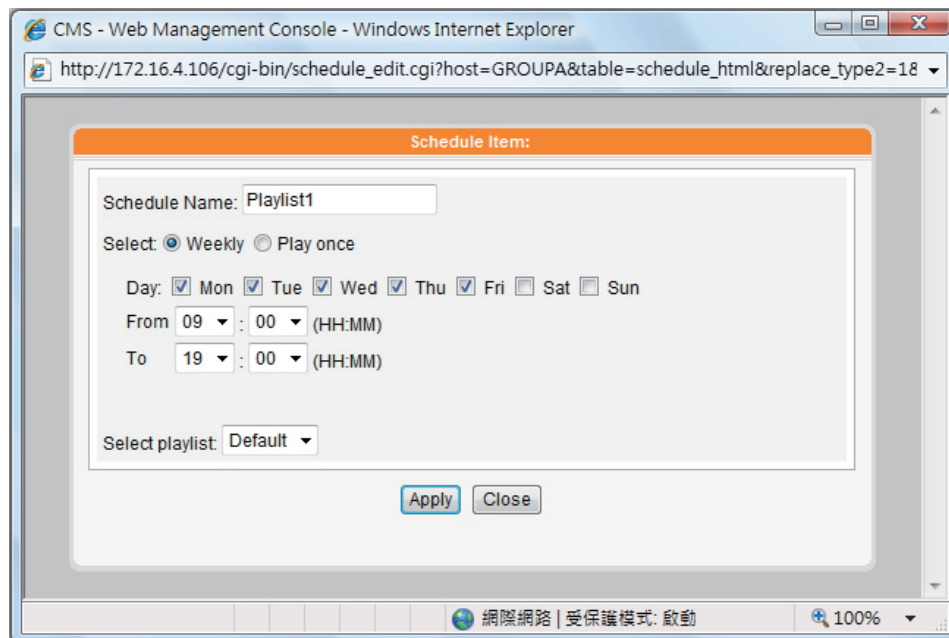 CMS - Web Management Console - Windows Internet Explorer
http://172.16.4.106/cgi-bin/schedule_edit.cgi?host=GROUPA&table=schedule_html&replace_type2=18
Schedule Item:
Schedule Name: Playlist1
Select: Weekly Play once
Day: Mon Tue Wed Thu Fri Sat Sun
From 09 : 00 (HH:MM)
To 19 : 00 (HH:MM)
Select playlist: Default
Apply Close
網際網路 | 受保護模式: 啟動 100%